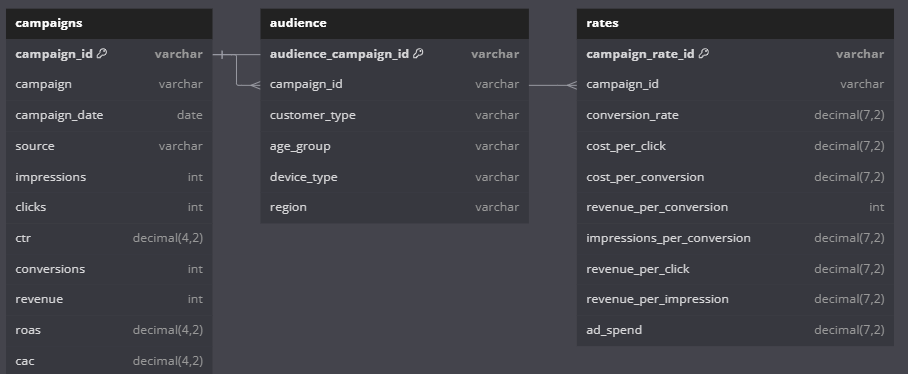 campaigns
campaign_id varchar
campaign varchar
campaign_date date
source varchar
impressions int
clicks int
ctr decimal(4,2)
conversions int
revenue int
roas decimal(4,2)
cac decimal(4,2)
audience
audience_campaign_id varchar
campaign_id varchar
customer_type varchar
age_group varchar
device_type varchar
region varchar
rates
campaign_rate_id varchar
campaign_id varchar
conversion_rate decimal(7,2)
cost_per_click decimal(7,2)
cost_per_conversion decimal(7,2)
revenue_per_conversion int
impressions_per_conversion decimal(7,2)
revenue_per_click decimal(7,2)
revenue_per_impression decimal(7,2)
ad_spend decimal(7,2)